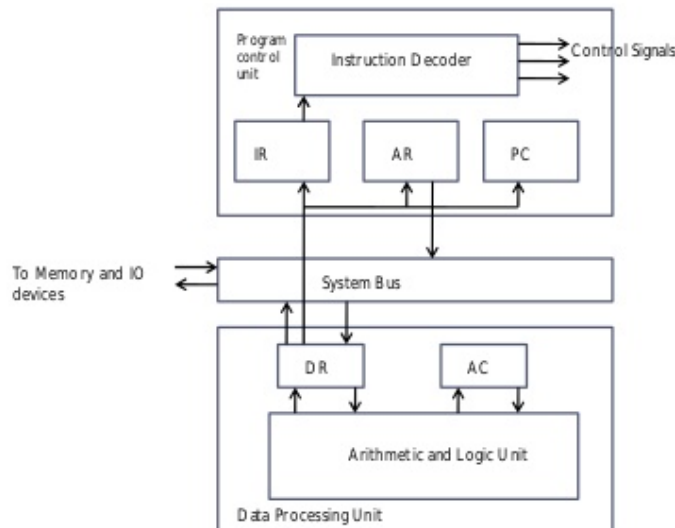 Program
control
unit
Instruction Decoder
Control Signals
IR
AR
PC
To Memory and IO
devices
System Bus
DR
AC
Arithmetic and Logic Unit
Data Processing Unit